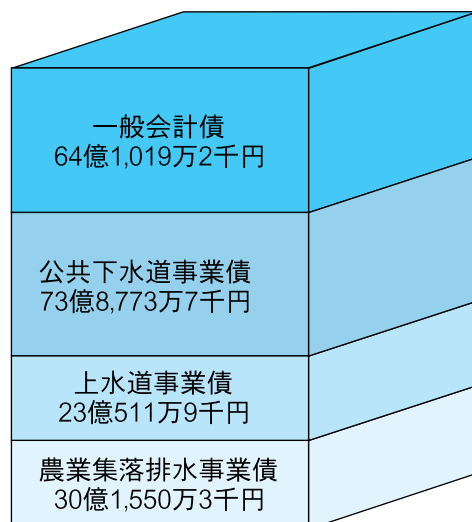 一般会計債
64億1,019万2千円
公共下水道事業債
73億8,773万7千円
上水道事業債
23億511万9千円
農業集落排水事業債
30億1,550万3千円